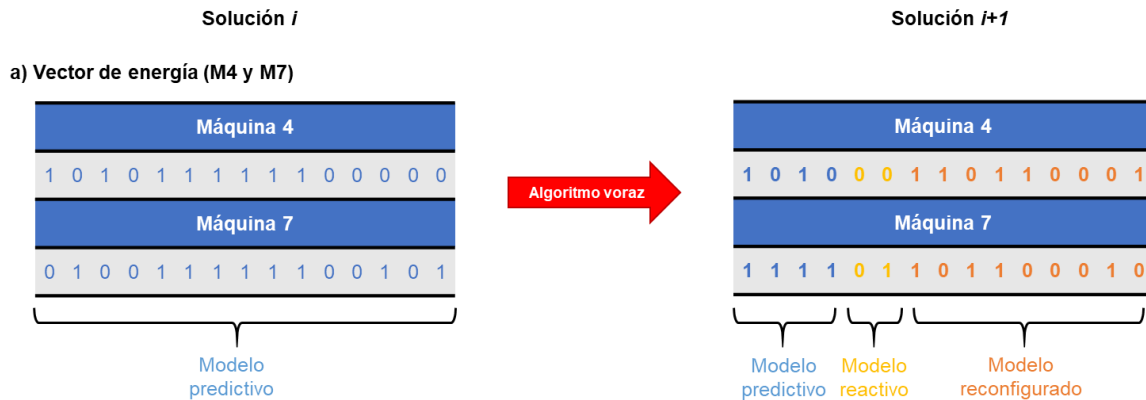 Solución i
Solución i+1
a) Vector de energía (M4 y M7)
Máquina 4
1 0 1 0 1 1 1 1 1 1 0 0 0 0 0
Máquina 7
0 1 0 0 1 1 1 1 1 1 0 0 1 0 1
Modelo
predictivo
Algoritmo voraz
Máquina 4
1 0 1 0 0 0 1 1 0 1 1 0 0 0 1
Máquina 7
1 1 1 1 0 1 1 0 1 1 0 0 0 1 0
Modelo
predictivo
Modelo
reactivo
Modelo
reconfigurado